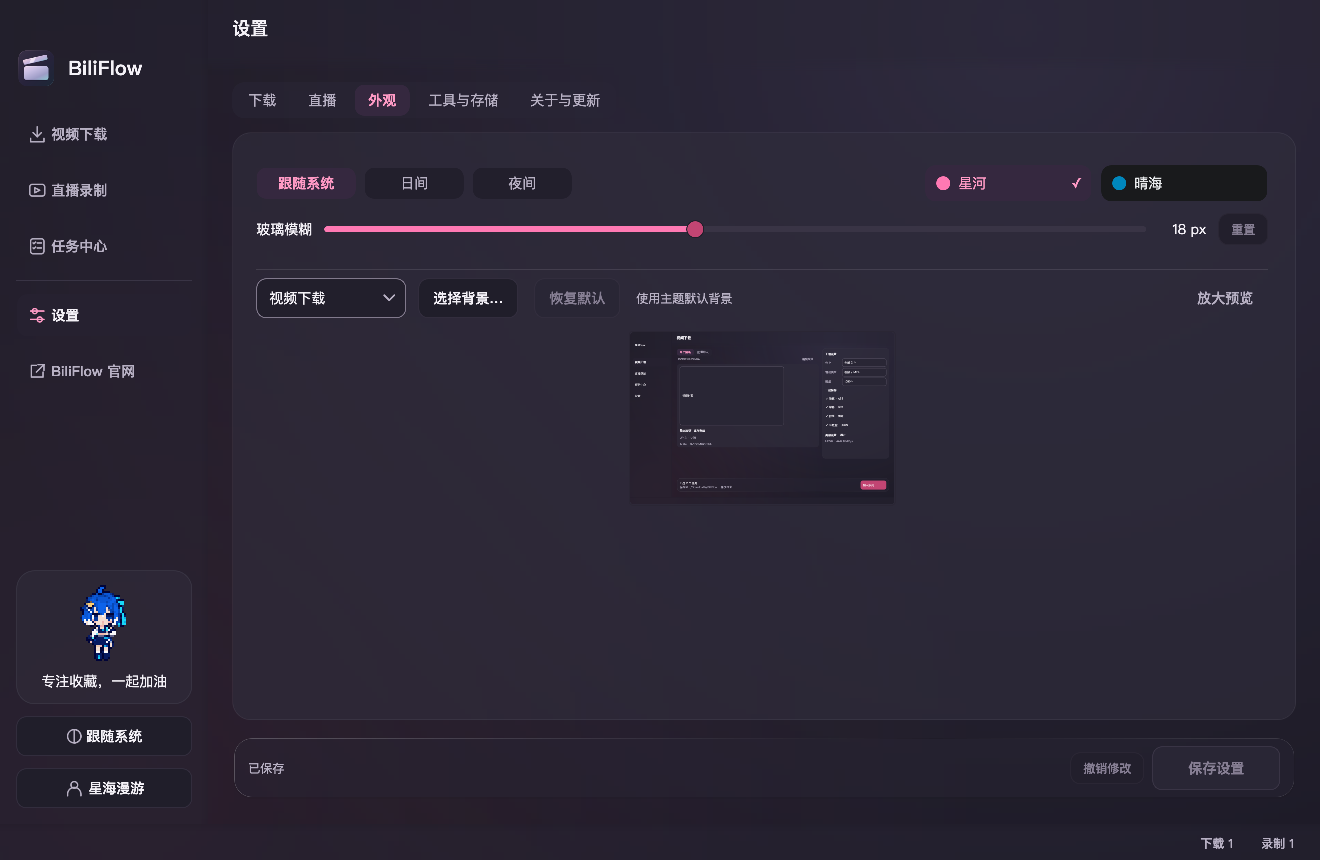 设置
BiliFlow
下载 直播 外观 工具与存储 关于与更新
视频下载
直播录制
任务中心
设置
BiliFlow 官网
跟随系统 日间 夜间 星河 ✓ 晴海
玻璃模糊 18 px 重置
视频下载 选择背景... 恢复默认 使用主题默认背景 放大预览
专注收藏，一起加油
跟随系统
星海漫游
已保存 撤销修改 保存设置
下载 1 录制 1